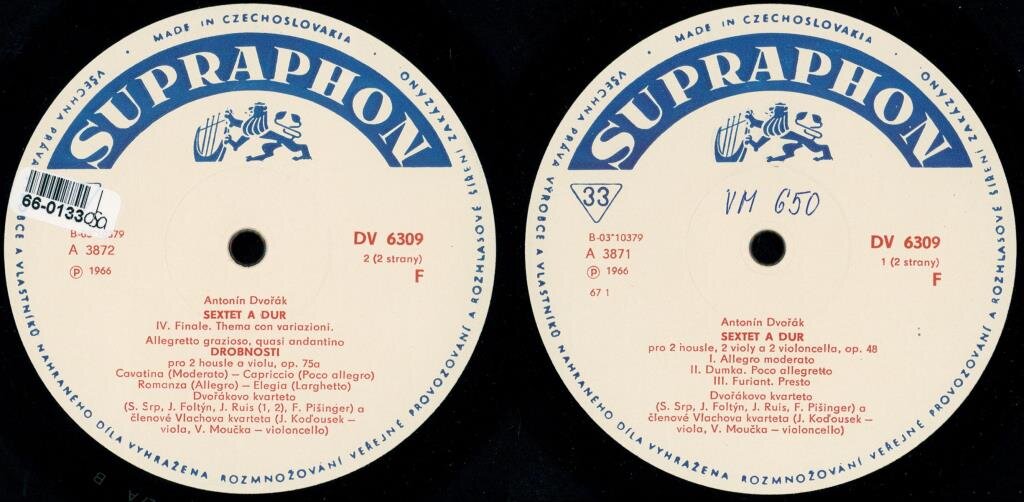 MADE IN CZECHOSLOVAKIA
SUPRAPHON
VŠECHNA PRÁVA VÝROBCE A VLASTNÍKŮ NAHRANÉHO DÍLA VYHRAŽENA ROZMNOŽOVÁNÍ VEŘEJNÉ PROVOZOVÁNÍ A ROZHLASOVÉ ŠÍŘENÍ ZAKÁZÁNO
66-0133
A 3872
Ⓟ 1966
DV 6309
2 (2 strany)
F
Antonín Dvořák
SEXTET A DUR
IV. Finale. Thema con variazioni.
Allegretto grazioso, quasi andantino
DROBNOSTI
pro 2 housle a violu, op. 75a
Cavatina (Moderato) — Capriccio (Poco allegro)
Romanza (Allegro) — Elegia (Larghetto)
Dvořákovo kvarteto
(S. Srp, J. Foltýn, J. Ruis (1, 2), F. Pišinger) a
členové Vlachova kvarteta (J. Koďousek –
viola, V. Moučka – violoncello)
MADE IN CZECHOSLOVAKIA
SUPRAPHON
VŠECHNA PRÁVA VÝROBCE A VLASTNÍKŮ NAHRANÉHO DÍLA VYHRAŽENA ROZMNOŽOVÁNÍ VEŘEJNÉ PROVOZOVÁNÍ A ROZHLASOVÉ ŠÍŘENÍ ZAKÁZÁNO
33
VM 650
B-03*10379
A 3871
Ⓟ 1966
67 1
DV 6309
1 (2 strany)
F
Antonín Dvořák
SEXTET A DUR
pro 2 housle, 2 violy a 2 violoncella, op. 48
I. Allegro moderato
II. Dumka. Poco allegretto
III. Furiant. Presto
Dvořákovo kvarteto
(S. Srp, J. Foltýn, J. Ruis, F. Pišinger) a
členové Vlachova kvarteta (J. Koďousek –
viola, V. Moučka – violoncello)